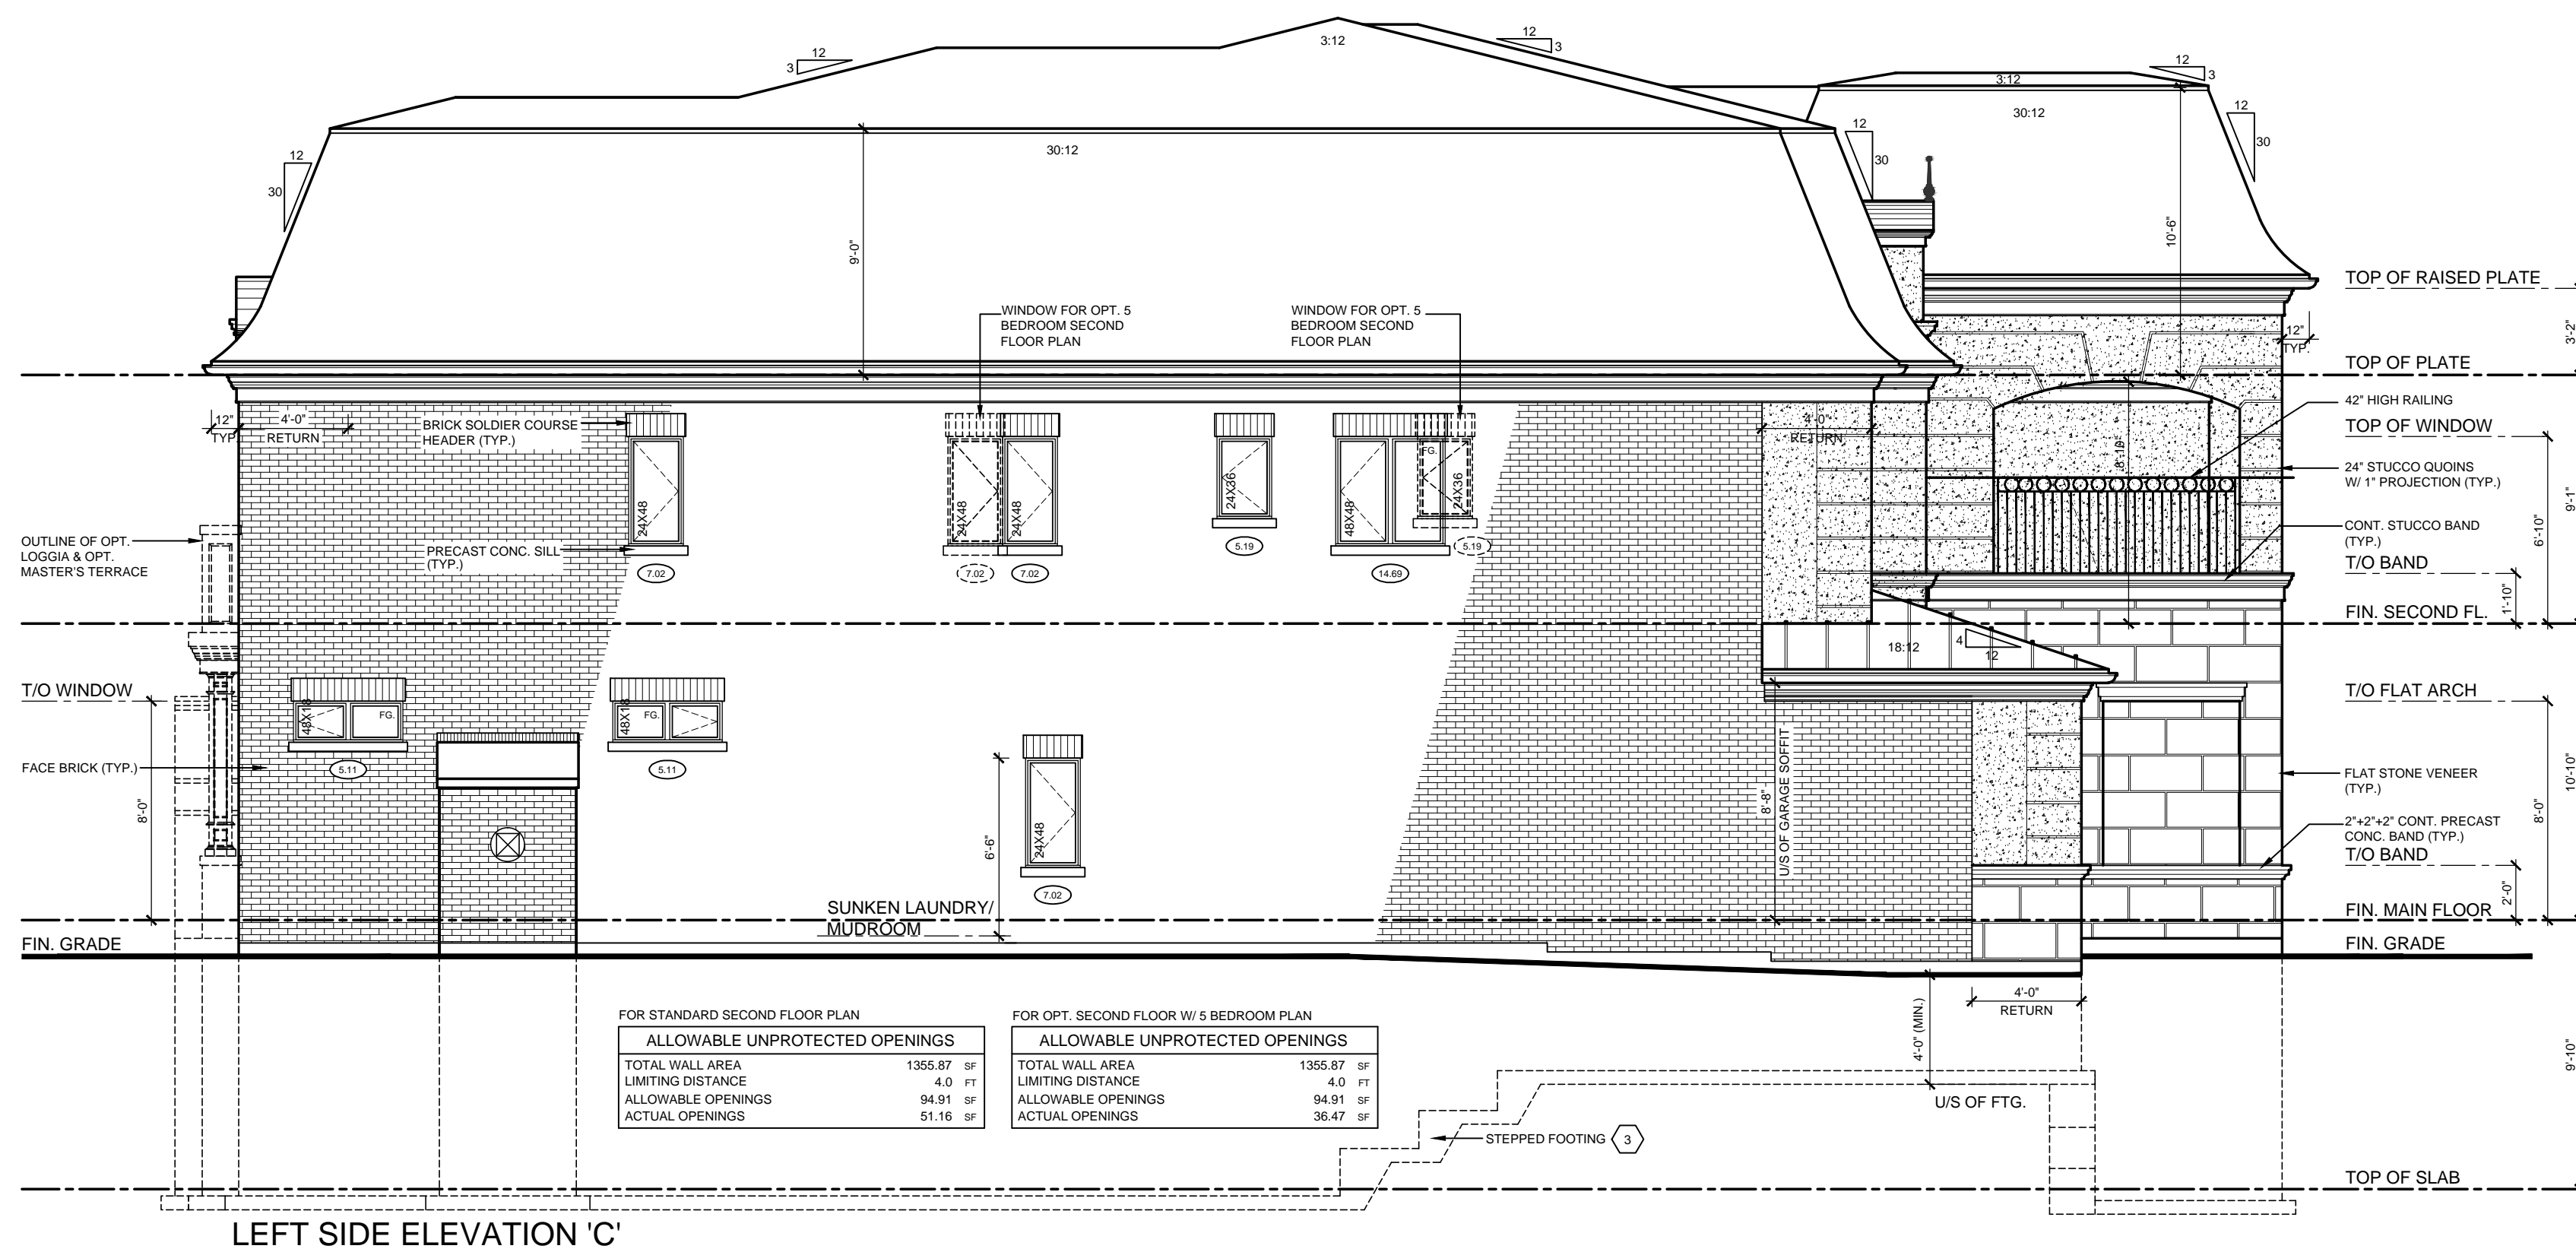 12
3
3:12
12
3
12
3
3:12
30:12
12
30
30:12
12
30
12
30
9'-0"
10'-6"
WINDOW FOR OPT. 5
BEDROOM SECOND
FLOOR PLAN
WINDOW FOR OPT. 5
BEDROOM SECOND
FLOOR PLAN
TOP OF RAISED PLATE
3'-2"
12"
TYP.
TOP OF PLATE
12"
TYP.
4'-0"
RETURN
BRICK SOLDIER COURSE
HEADER (TYP.)
4'-0"
RETURN
42" HIGH RAILING
TOP OF WINDOW
24X48
24X48
24X48
24X36
48X48
FG.
24X36
8'-10"
24" STUCCO QUOINS
W/ 1" PROJECTION (TYP.)
9'-1"
6'-10"
CONT. STUCCO BAND
(TYP.)
OUTLINE OF OPT.
LOGGIA & OPT.
MASTER'S TERRACE
PRECAST CONC. SILL
(TYP.)
7.02
7.02
7.02
5.19
14.69
5.19
T/O BAND
1'-10"
FIN. SECOND FL.
18:12
4
12
T/O WINDOW
T/O FLAT ARCH
48X18
FG.
48X18
FG.
FACE BRICK (TYP.)
5.11
5.11
8'-0"
6'-6"
24X48
7.02
8'-8"
U/S OF GARAGE SOFFIT
FLAT STONE VENEER
(TYP.)
10'-10"
8'-0"
2"+2"+2" CONT. PRECAST
CONC. BAND (TYP.)
T/O BAND
2'-0"
SUNKEN LAUNDRY/
MUDROOM
FIN. MAIN FLOOR
FIN. GRADE
FIN. GRADE
4'-0"
RETURN
4'-0" (MIN.)
9'-10"
FOR STANDARD SECOND FLOOR PLAN
ALLOWABLE UNPROTECTED OPENINGS
TOTAL WALL AREA 1355.87 SF
LIMITING DISTANCE 4.0 FT
ALLOWABLE OPENINGS 94.91 SF
ACTUAL OPENINGS 51.16 SF
FOR OPT. SECOND FLOOR W/ 5 BEDROOM PLAN
ALLOWABLE UNPROTECTED OPENINGS
TOTAL WALL AREA 1355.87 SF
LIMITING DISTANCE 4.0 FT
ALLOWABLE OPENINGS 94.91 SF
ACTUAL OPENINGS 36.47 SF
U/S OF FTG.
STEPPED FOOTING 3
TOP OF SLAB
LEFT SIDE ELEVATION 'C'